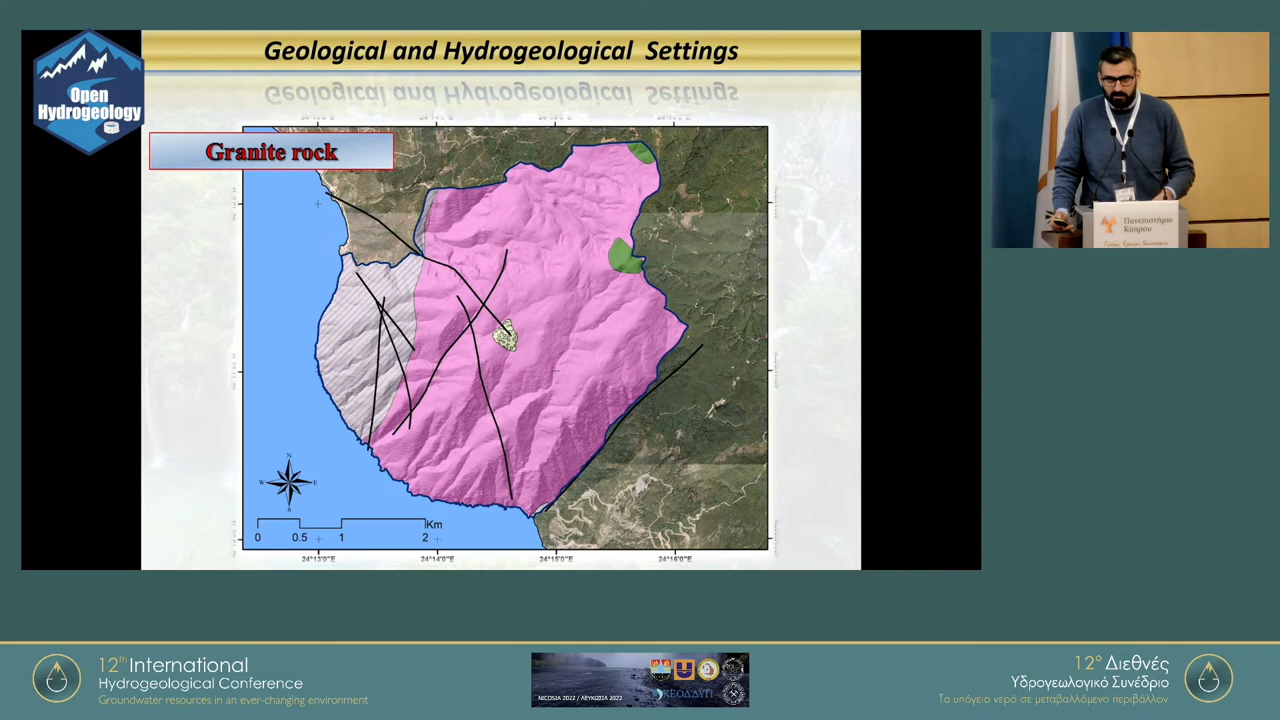 Geological and Hydrogeological Settings
Open
Hydrogeology
Granite rock
N
W
E
S
Km
0
0.5
1
2
24°13'0"E
24°14'0"E
24°15'0"E
24°16'0"E
Πανεπιστήμιο
Κύπρου
12th International
Hydrogeological Conference
Groundwater resources in an ever-changing environment
NICOSIA 2022 / ΛΕΥΚΩΣΙΑ 2022
12° Διεθνές
Υδρογεωλογικό Συνέδριο
Το υπόγειο νερό σε μεταβαλλόμενο περιβάλλον